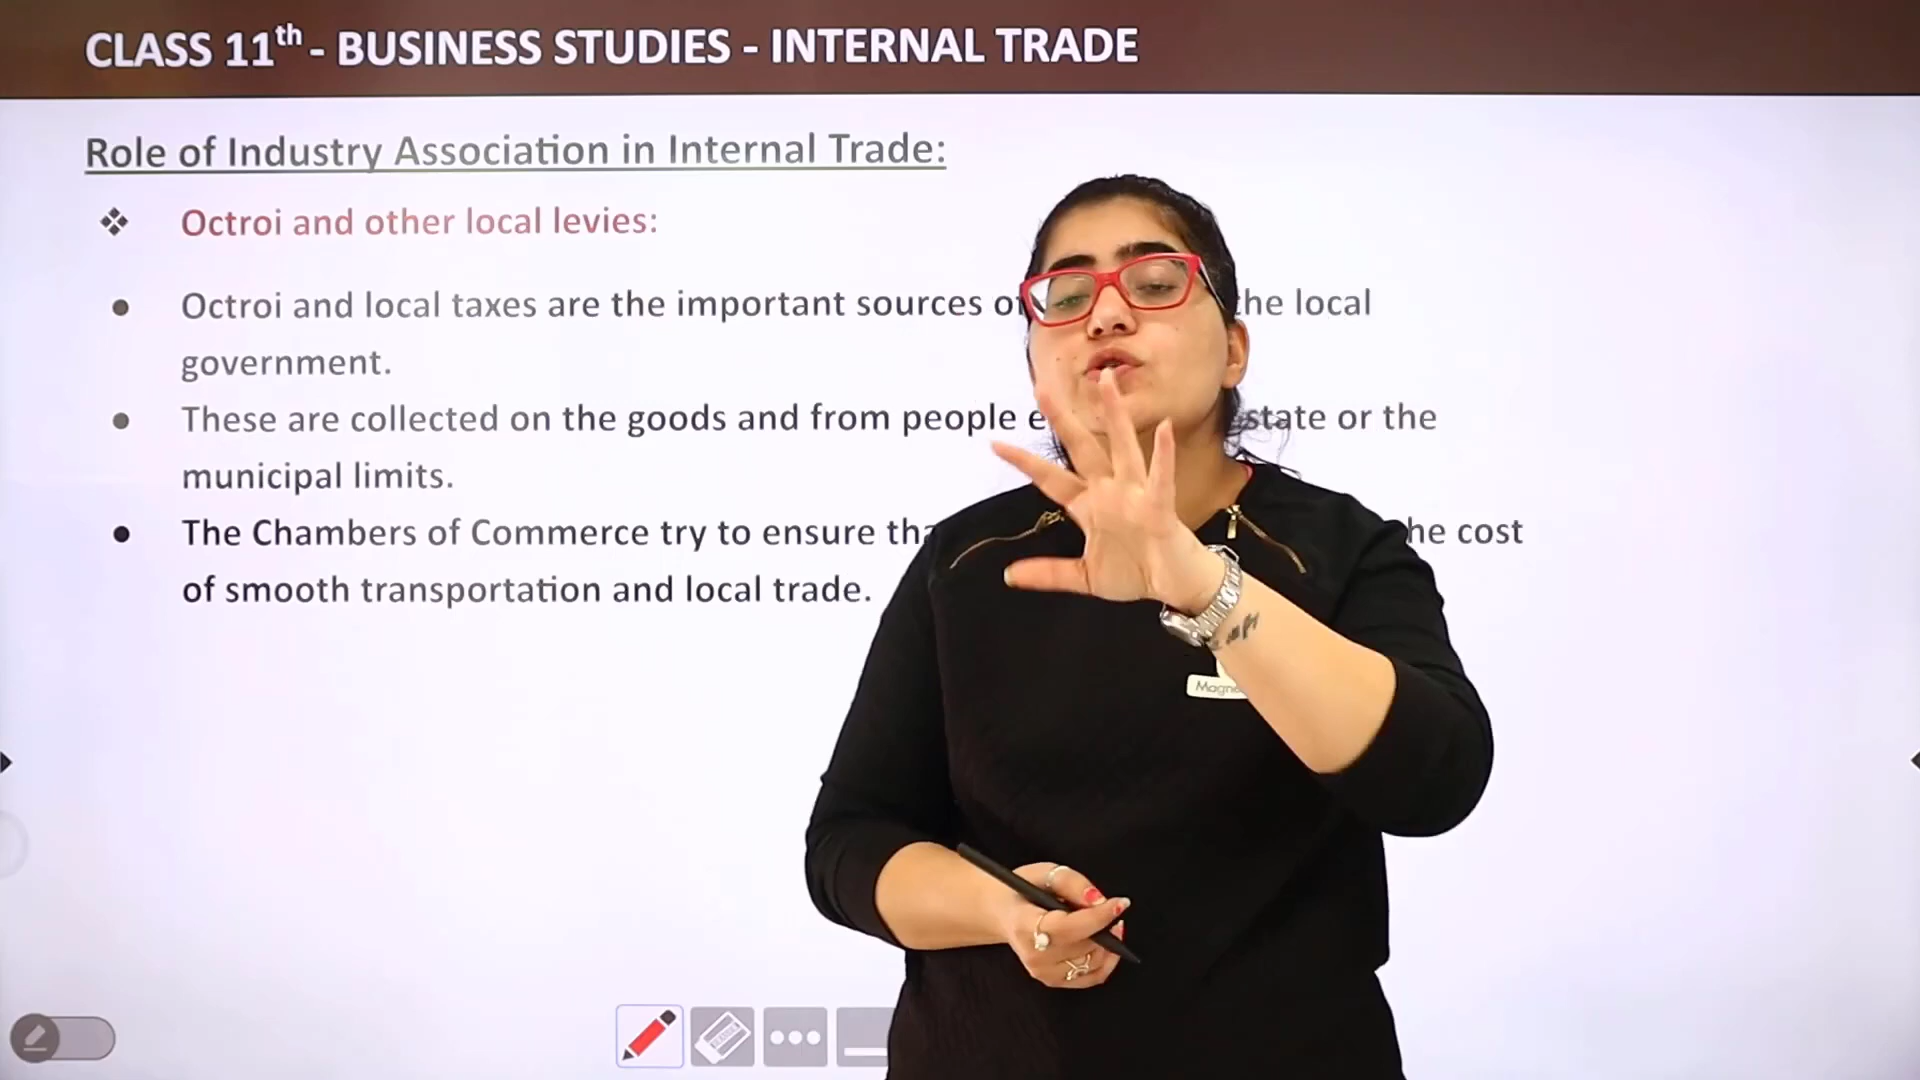 CLASS 11th - BUSINESS STUDIES - INTERNAL TRADE
Role of Industry Association in Internal Trade:
❖ Octroi and other local levies:
● Octroi and local taxes are the important sources the local
government.
● These are collected on the goods and from people state or the
municipal limits.
● The Chambers of Commerce try to ensure cost
of smooth transportation and local trade.
ERASER